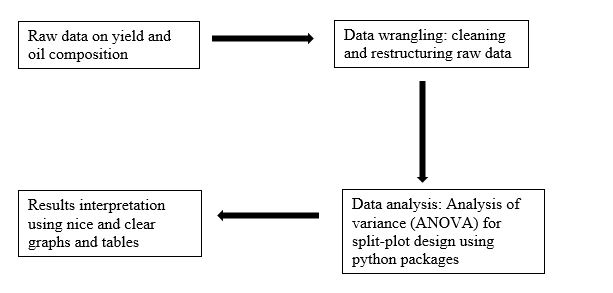 Raw data on yield and
oil composition
Data wrangling: cleaning
and restructuring raw data
Data analysis: Analysis of
variance (ANOVA) for
split-plot design using
python packages
Results interpretation
using nice and clear
graphs and tables